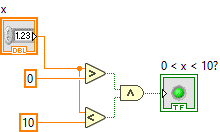 x
1.23
DBL
0 < x < 10?
0
>
∧
TF
10
<